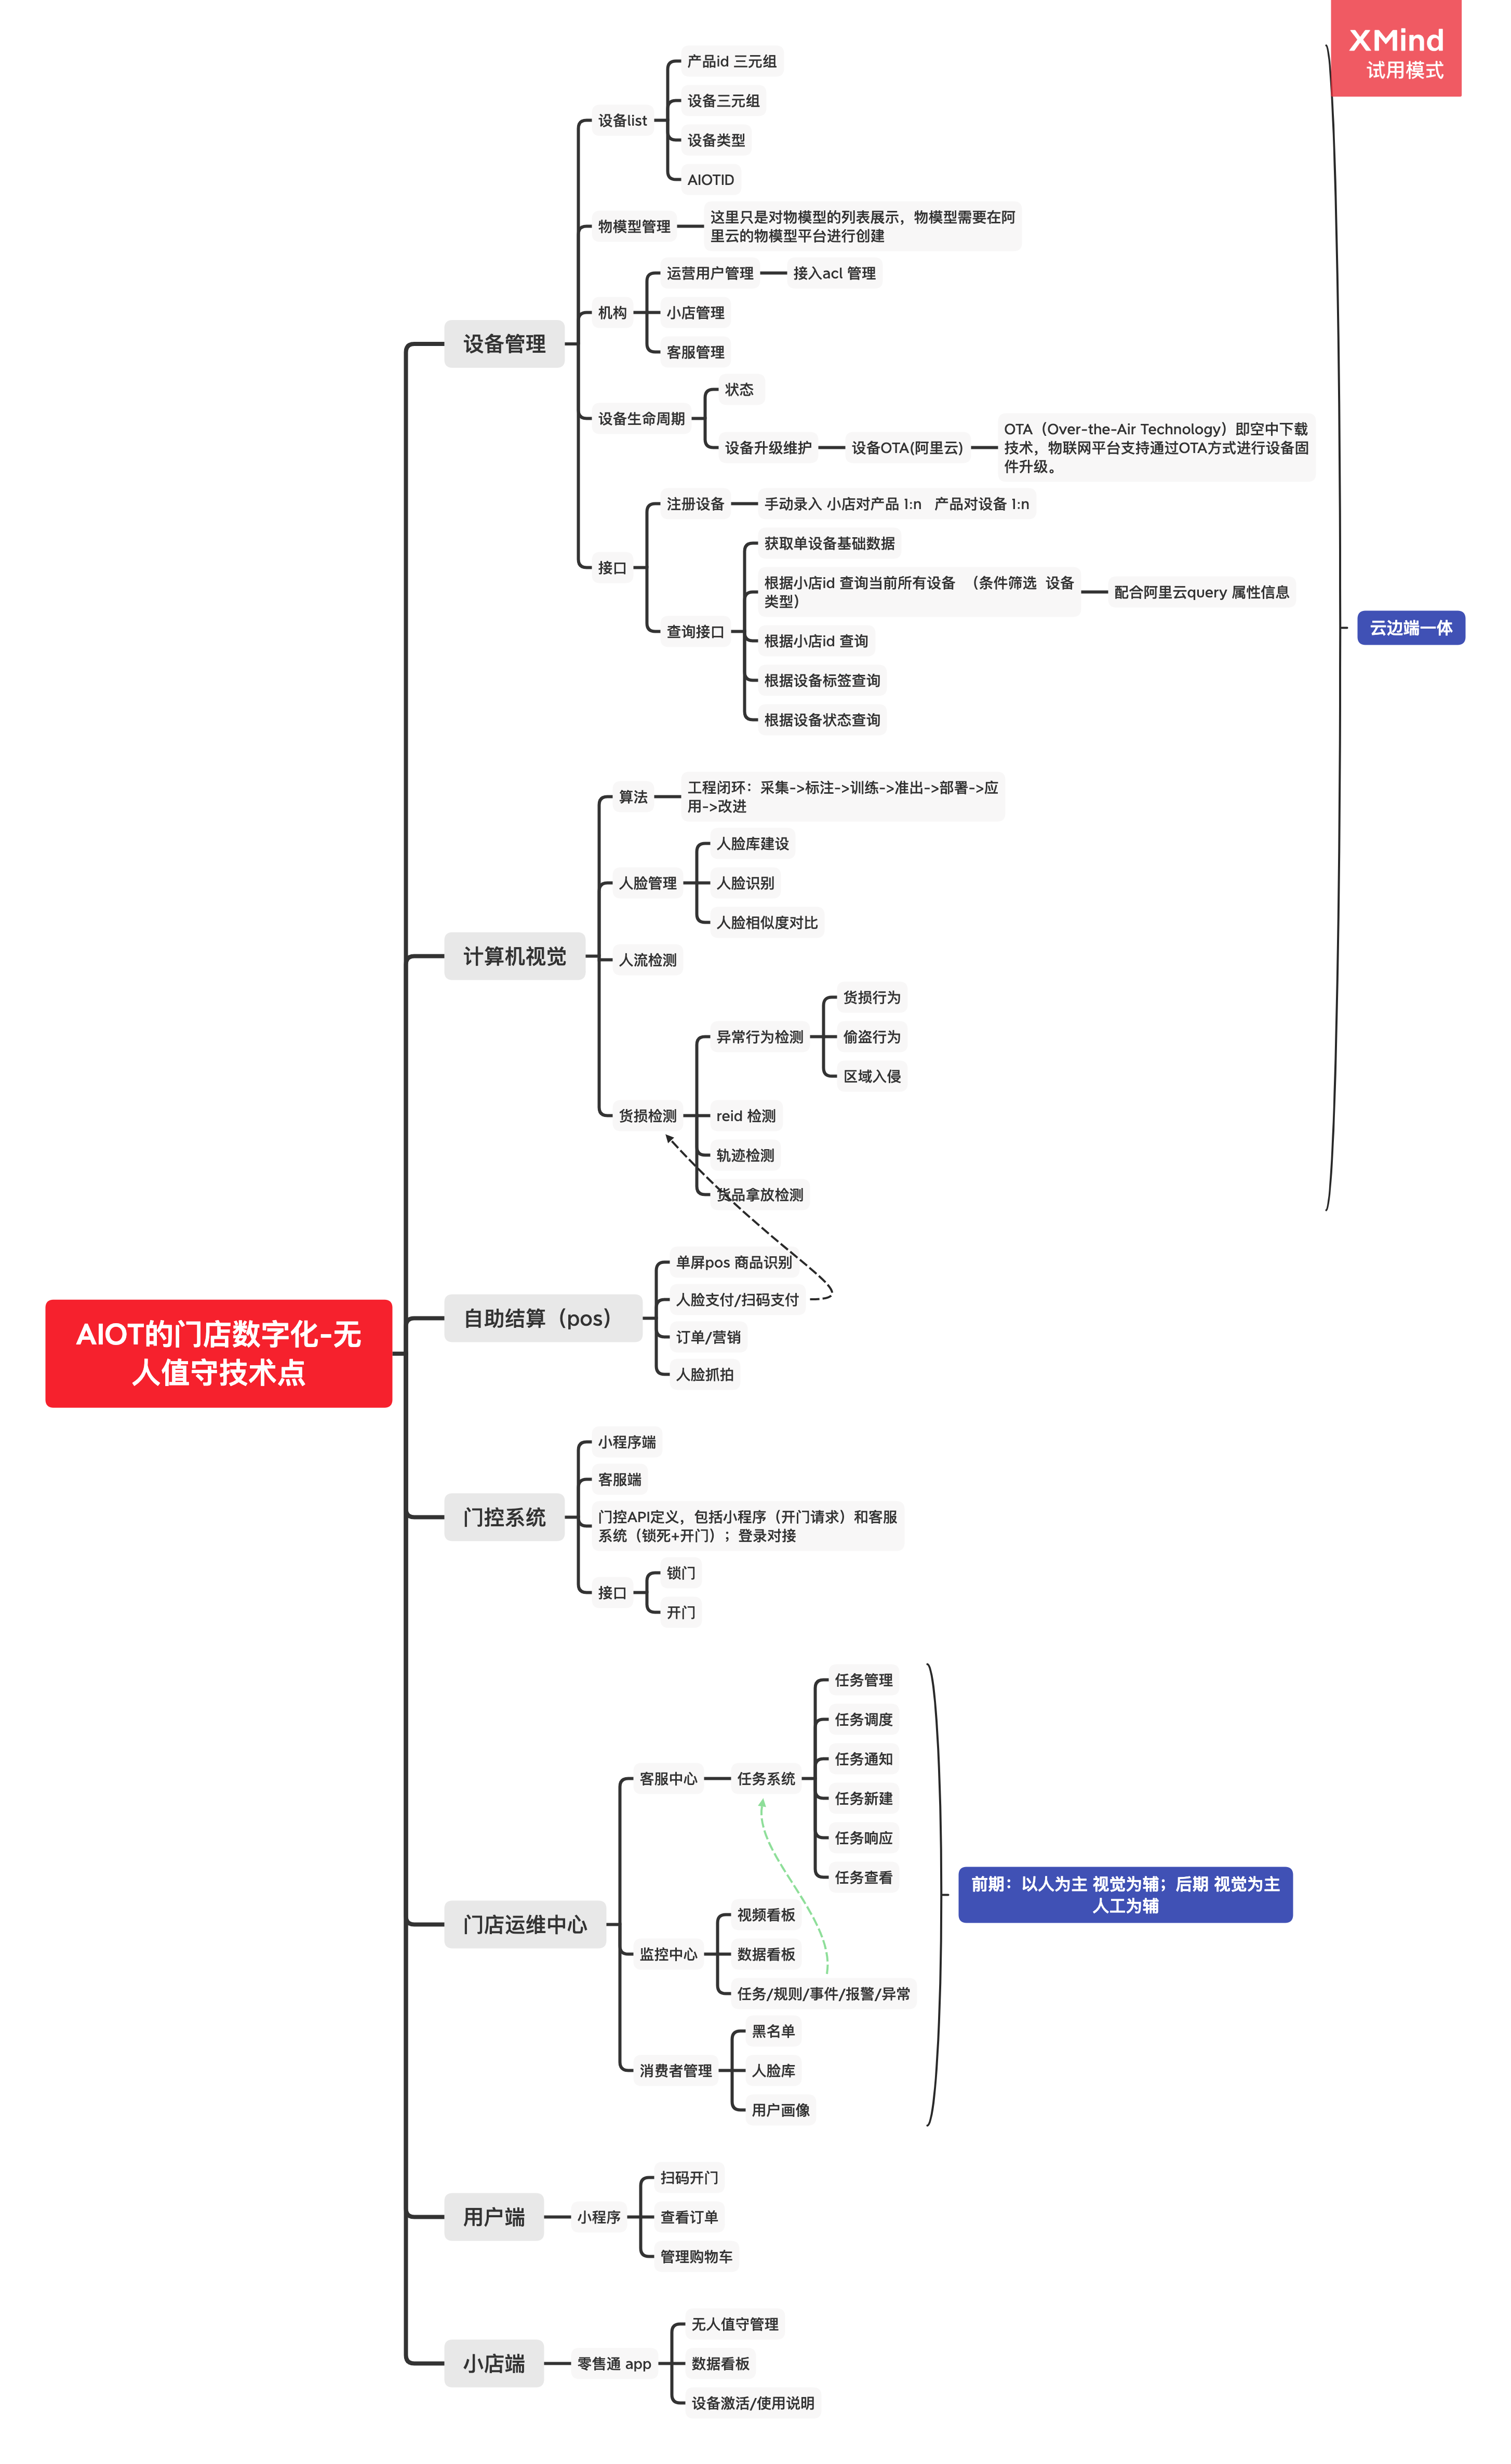 XMind
试用模式
产品id 三元组
设备三元组
设备list
设备类型
AIOTID
物模型管理
这里只是对物模型的列表展示，物模型需要在阿
里云的物模型平台进行创建
运营用户管理
接入acl 管理
机构
小店管理
客服管理
设备管理
状态
设备生命周期
设备升级维护
设备OTA(阿里云)
OTA（Over-the-Air Technology）即空中下载
技术，物联网平台支持通过OTA方式进行设备固
件升级。
注册设备
手动录入 小店对产品 1:n   产品对设备 1:n
接口
获取单设备基础数据
根据小店id 查询当前所有设备  （条件筛选  设备
类型）
配合阿里云query 属性信息
查询接口
根据小店id 查询
根据设备标签查询
根据设备状态查询
云边端一体
算法
工程闭环：采集->标注->训练->准出->部署->应
用->改进
人脸库建设
人脸管理
人脸识别
人脸相似度对比
计算机视觉
人流检测
货损行为
异常行为检测
偷盗行为
区域入侵
货损检测
reid 检测
轨迹检测
货品拿放检测
单屏pos 商品识别
人脸支付/扫码支付
自助结算（pos）
订单/营销
人脸抓拍
AIOT的门店数字化-无
人值守技术点
小程序端
客服端
门控系统
门控API定义，包括小程序（开门请求）和客服
系统（锁死+开门）；登录对接
接口
锁门
开门
任务管理
任务调度
任务通知
客服中心
任务系统
任务新建
任务响应
任务查看
门店运维中心
视频看板
监控中心
数据看板
任务/规则/事件/报警/异常
黑名单
消费者管理
人脸库
用户画像
前期：以人为主 视觉为辅；后期 视觉为主
人工为辅
扫码开门
用户端
小程序
查看订单
管理购物车
无人值守管理
小店端
零售通 app
数据看板
设备激活/使用说明